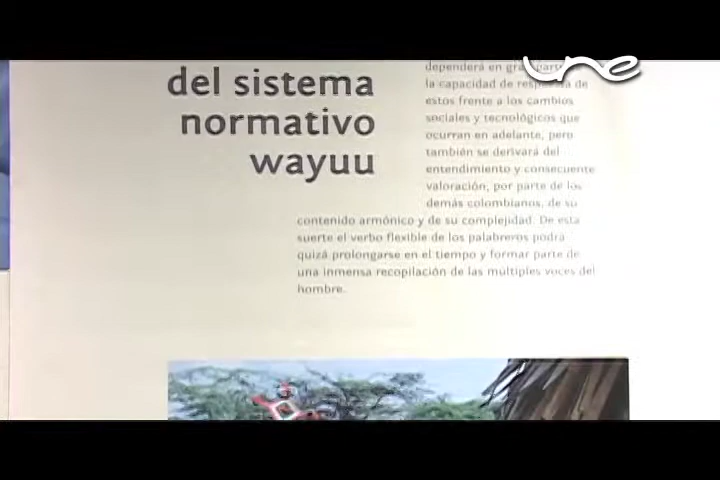 del sistema
normativo
wayuu
dependerá en gran parte
la capacidad de respuesta de
estos frente a los cambios
sociales y tecnológicos que
ocurran en adelante, pero
también se derivará del
entendimiento y consecuente
valoración, por parte de los
demás colombianos, de su
contenido armónico y de su complejidad. De esta
suerte el verbo flexible de los palabreros podrá
quizá prolongarse en el tiempo y formar parte de
una inmensa recopilación de las múltiples voces del
hombre.